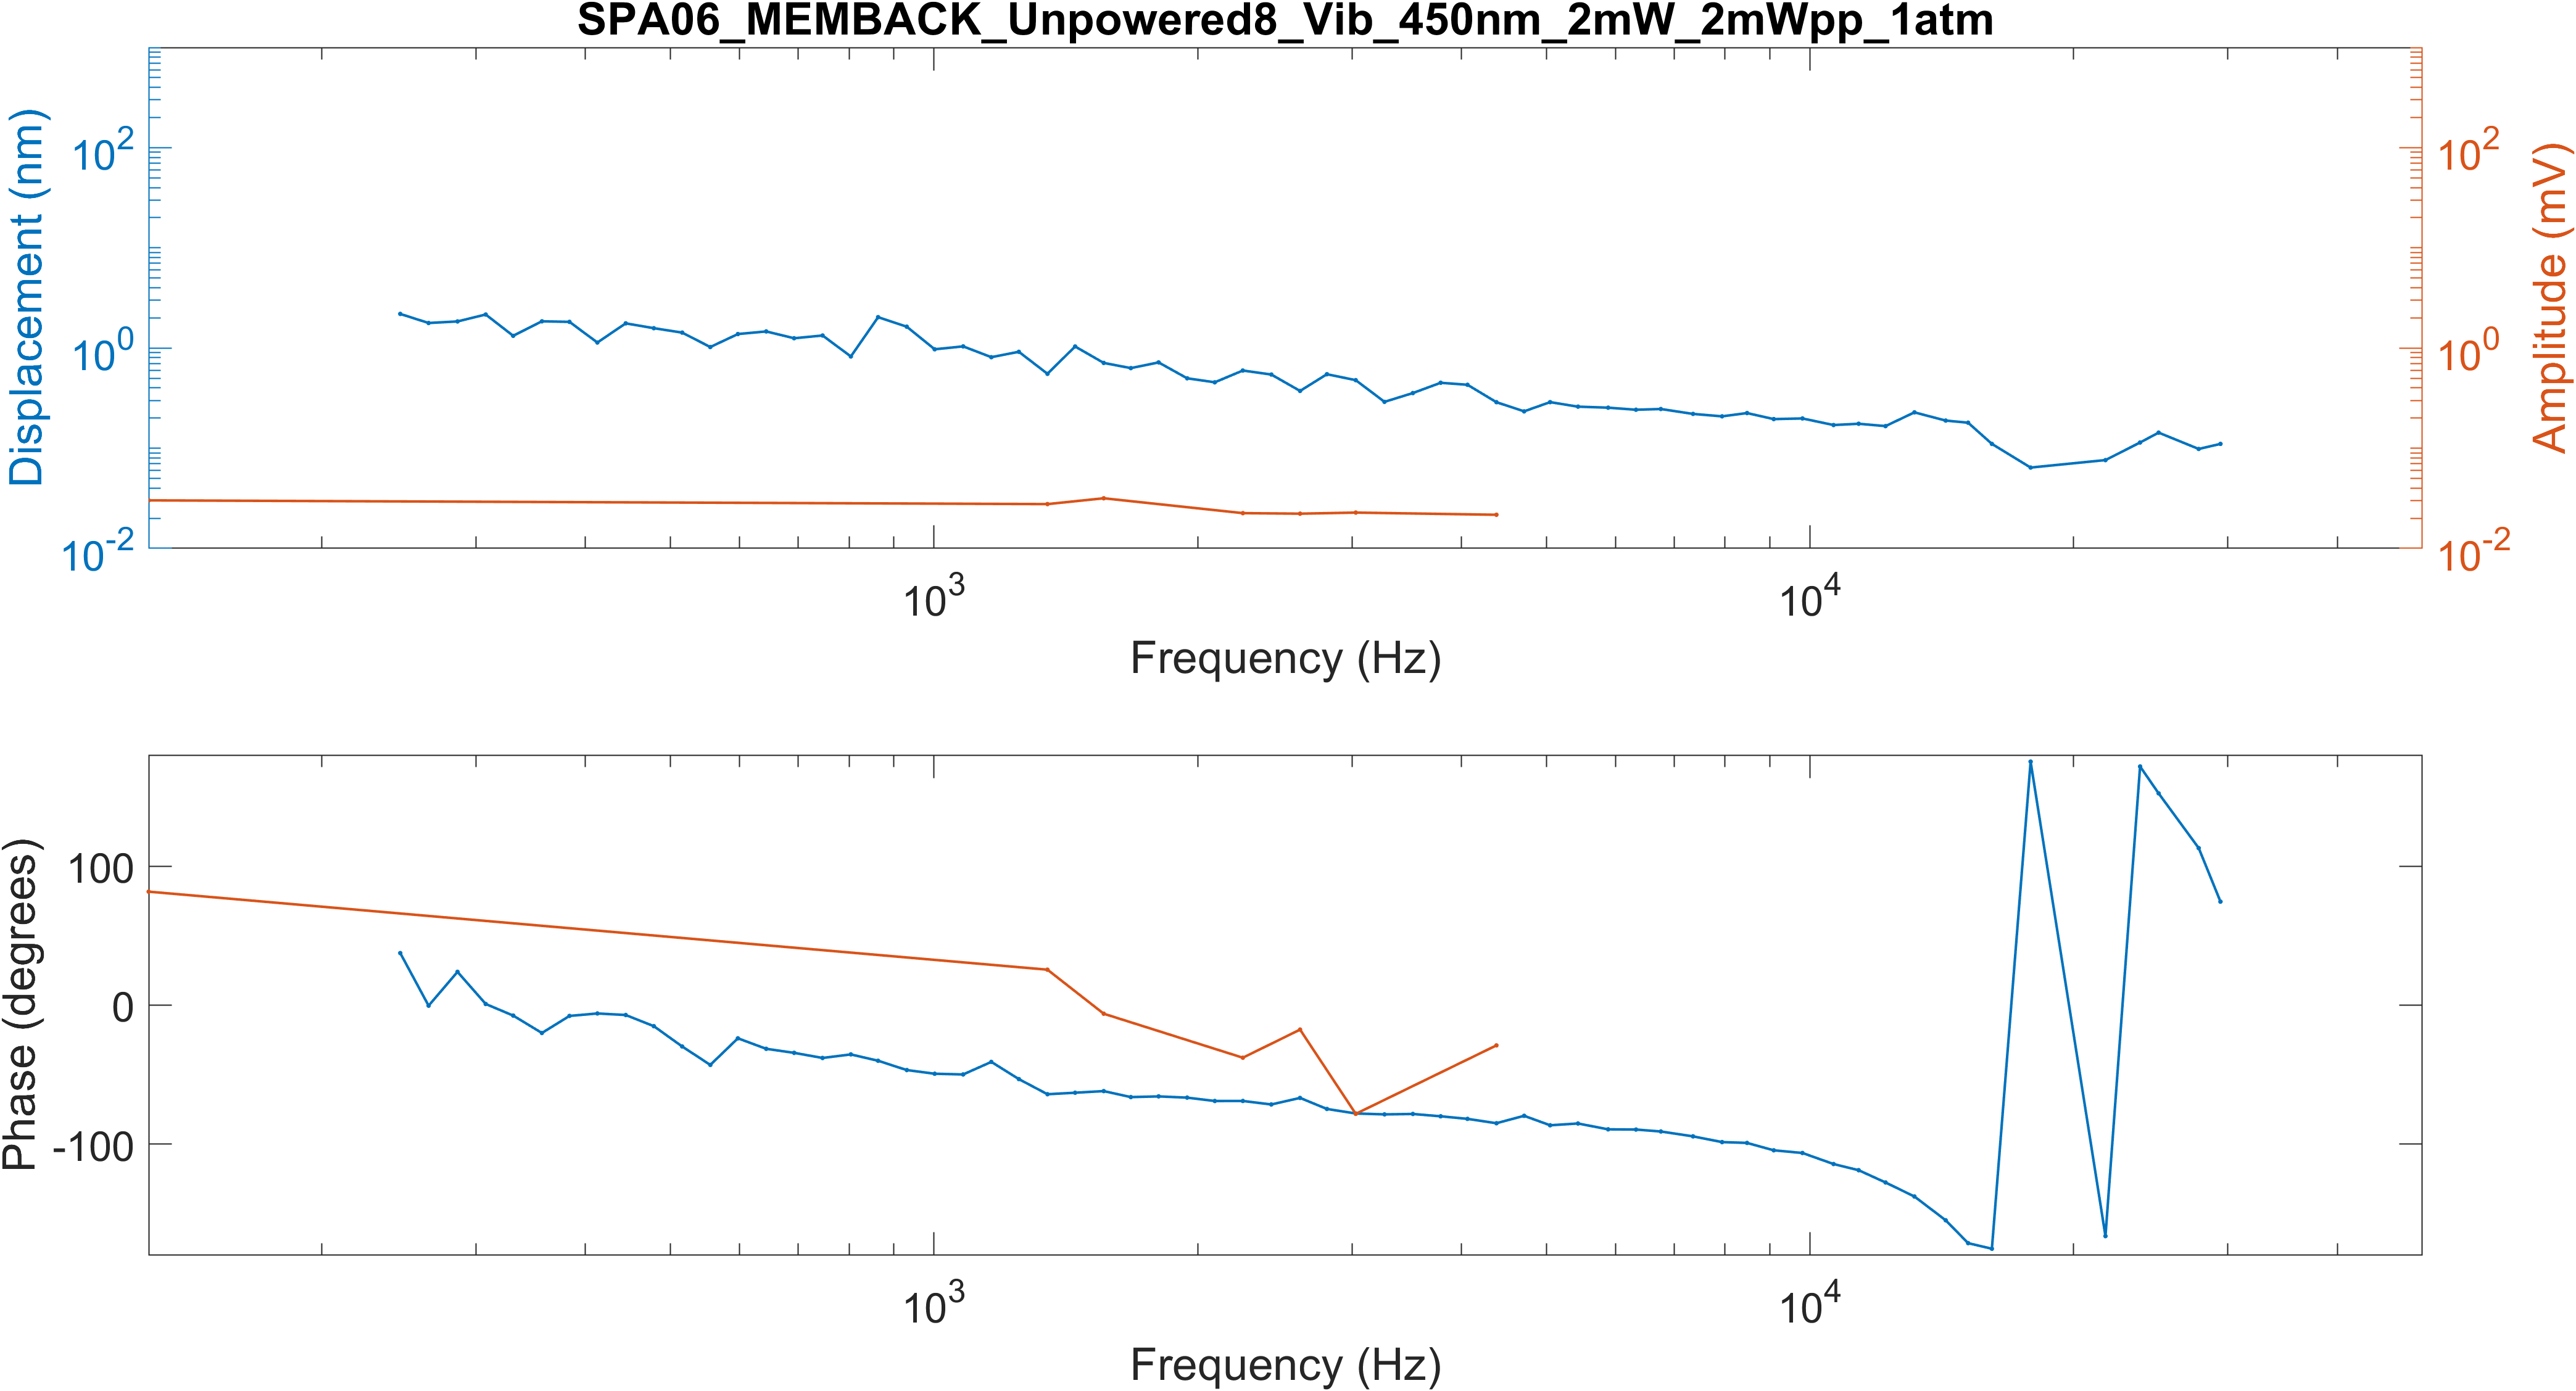 SPA06_MEMBACK_Unpowered8_Vib_450nm_2mW_2mWpp_1atm
Displacement (nm)
10^2
10^0
10^-2
Amplitude (mV)
10^2
10^0
10^-2
10^3
10^4
Frequency (Hz)
Phase (degrees)
100
0
-100
10^3
10^4
Frequency (Hz)